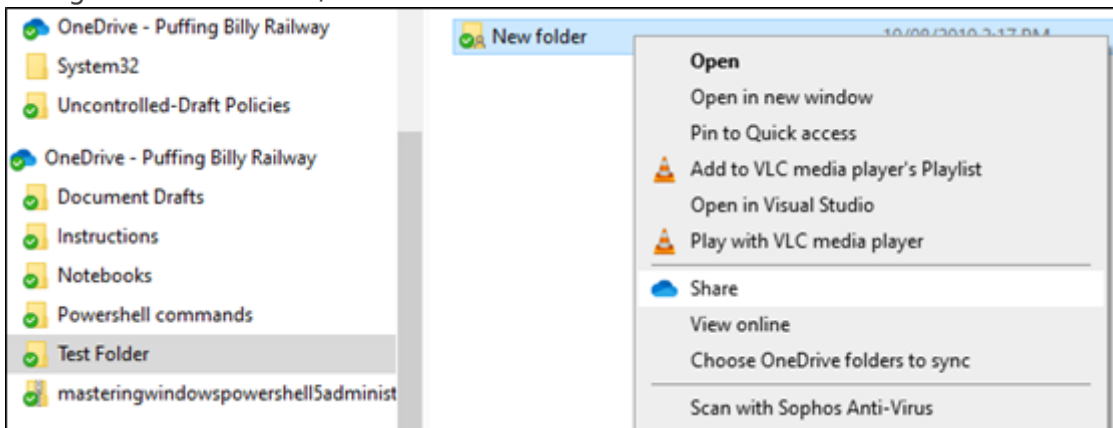 OneDrive - Puffing Billy Railway
System32
Uncontrolled-Draft Policies
OneDrive - Puffing Billy Railway
Document Drafts
Instructions
Notebooks
Powershell commands
Test Folder
masteringwindowspowershell5administ
New folder
Open
Open in new window
Pin to Quick access
Add to VLC media player's Playlist
Open in Visual Studio
Play with VLC media player
Share
View online
Choose OneDrive folders to sync
Scan with Sophos Anti-Virus